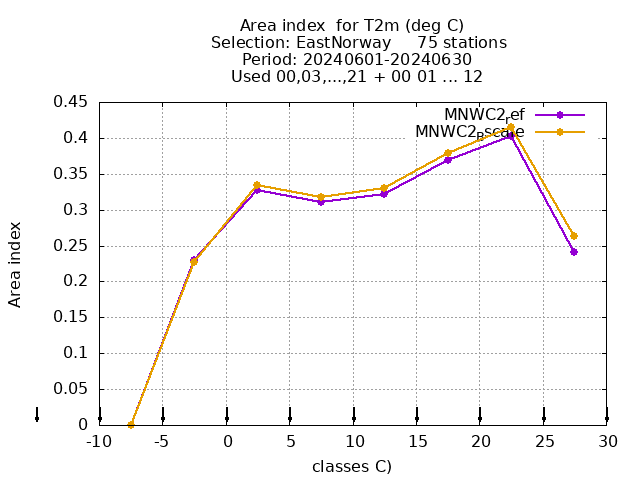 Area index  for T2m (deg C)
Selection: EastNorway     75 stations
Period: 20240601-20240630
Used 00,03,...,21 + 00 01 ... 12
MNWC2ref
MNWC2pscale
0.45
0.4
0.35
0.3
0.25
0.2
0.15
0.1
0.05
0
Area index
-10 -5 0 5 10 15 20 25 30
classes C)